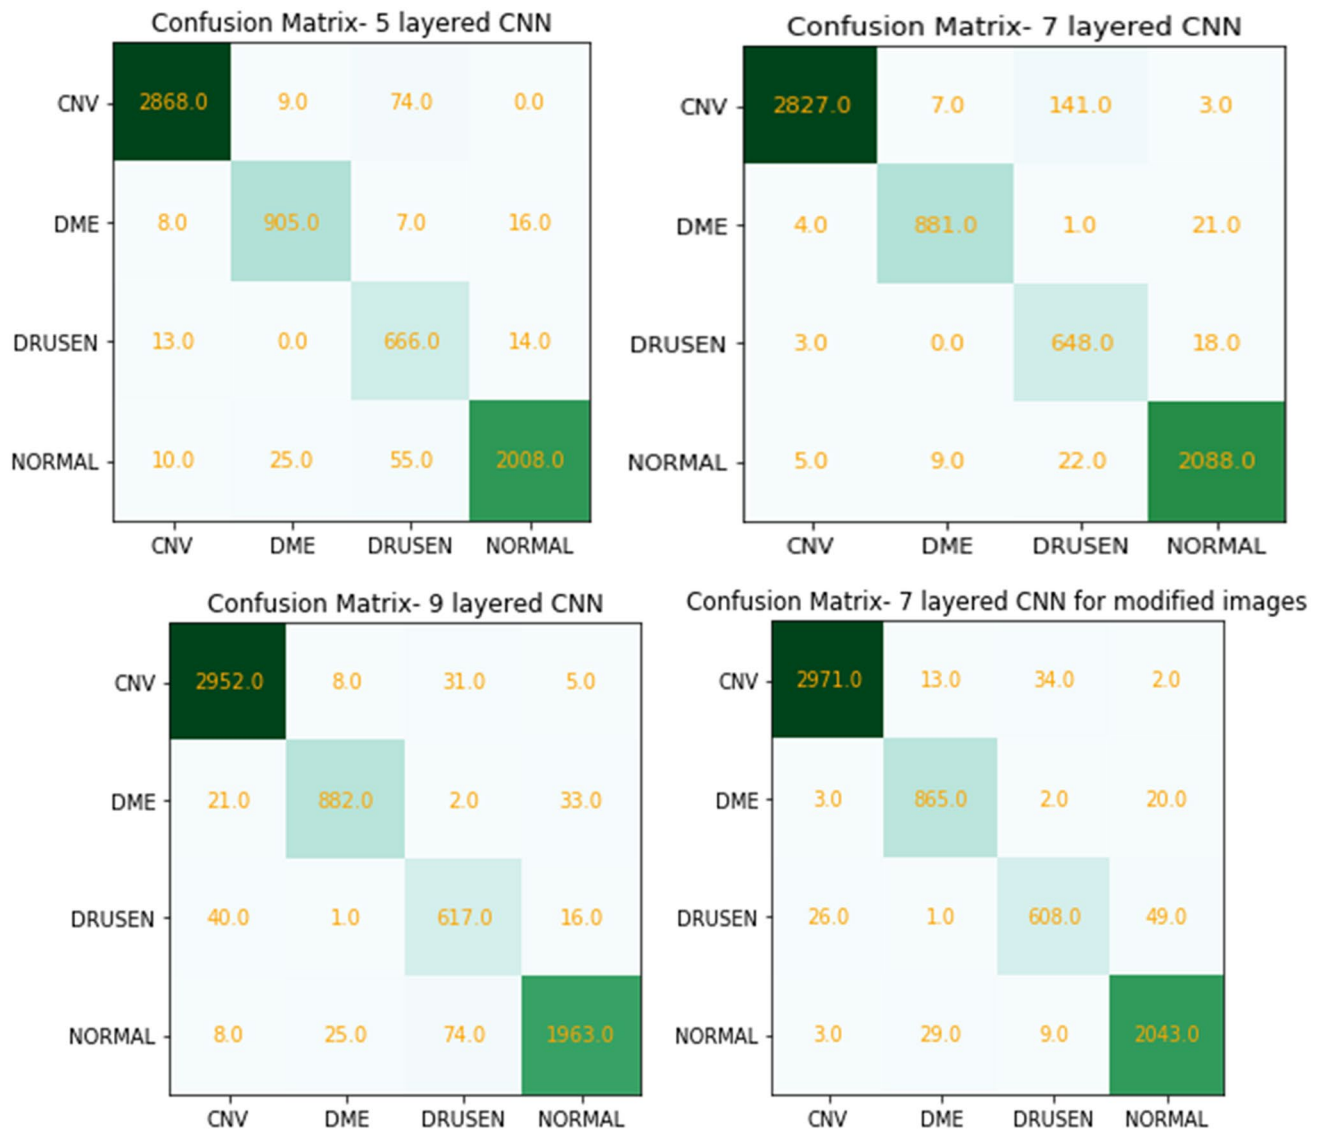 Confusion Matrix- 5 layered CNN
CNV 2868.0 9.0 74.0 0.0
DME 8.0 905.0 7.0 16.0
DRUSEN 13.0 0.0 666.0 14.0
NORMAL 10.0 25.0 55.0 2008.0
CNV DME DRUSEN NORMAL
Confusion Matrix- 7 layered CNN
CNV 2827.0 7.0 141.0 3.0
DME 4.0 881.0 1.0 21.0
DRUSEN 3.0 0.0 648.0 18.0
NORMAL 5.0 9.0 22.0 2088.0
CNV DME DRUSEN NORMAL
Confusion Matrix- 9 layered CNN
CNV 2952.0 8.0 31.0 5.0
DME 21.0 882.0 2.0 33.0
DRUSEN 40.0 1.0 617.0 16.0
NORMAL 8.0 25.0 74.0 1963.0
CNV DME DRUSEN NORMAL
Confusion Matrix- 7 layered CNN for modified images
CNV 2971.0 13.0 34.0 2.0
DME 3.0 865.0 2.0 20.0
DRUSEN 26.0 1.0 608.0 49.0
NORMAL 3.0 29.0 9.0 2043.0
CNV DME DRUSEN NORMAL